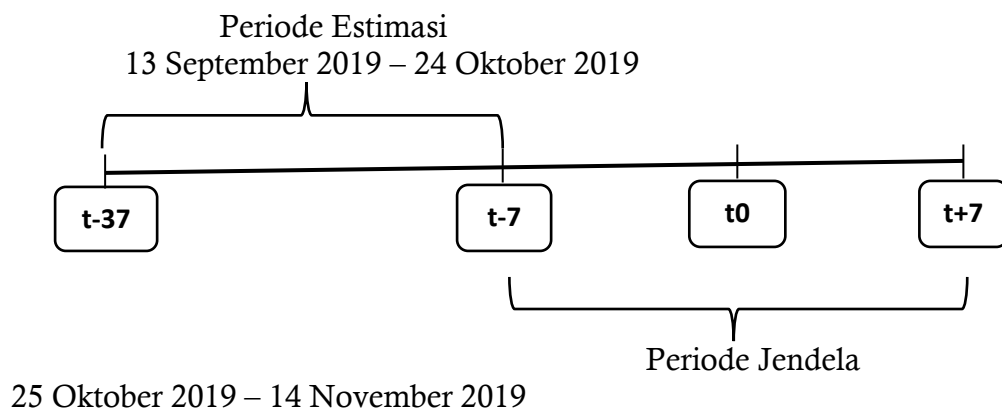 Periode Estimasi
13 September 2019 – 24 Oktober 2019
t-37
t-7
t0
t+7
Periode Jendela
25 Oktober 2019 – 14 November 2019